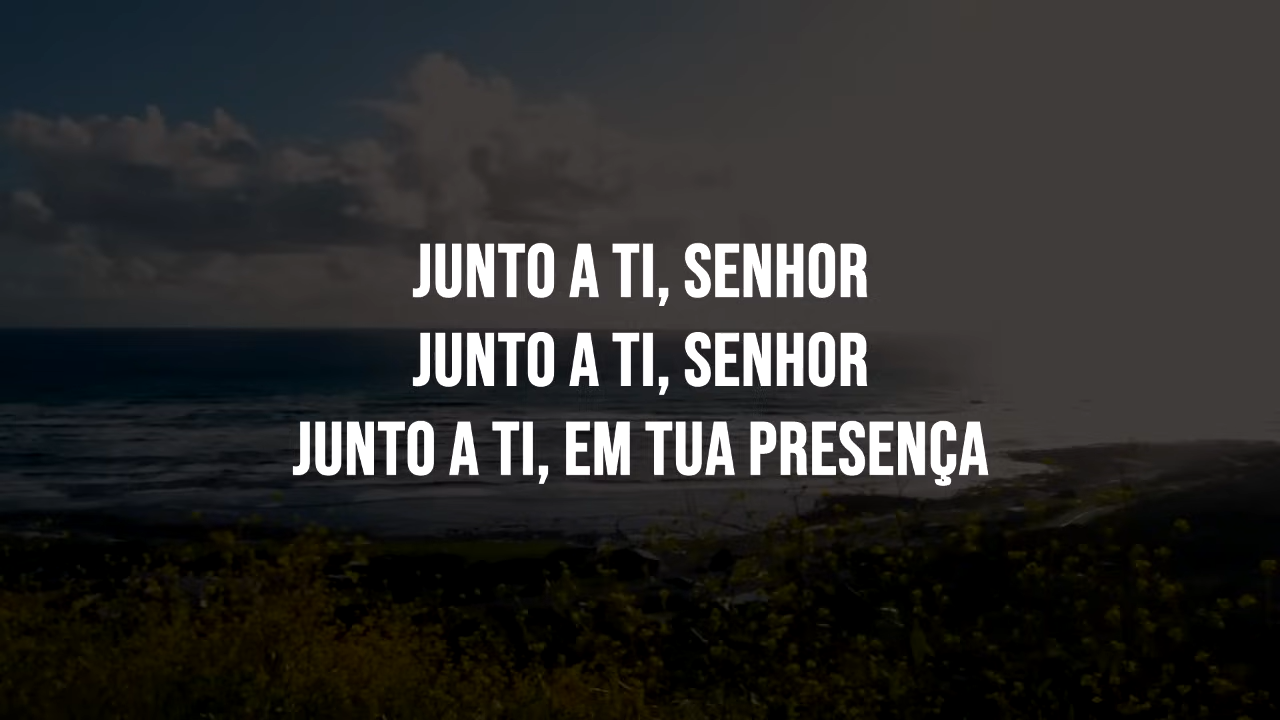 JUNTO A TI, SENHOR
JUNTO A TI, SENHOR
JUNTO A TI, EM TUA PRESENÇA